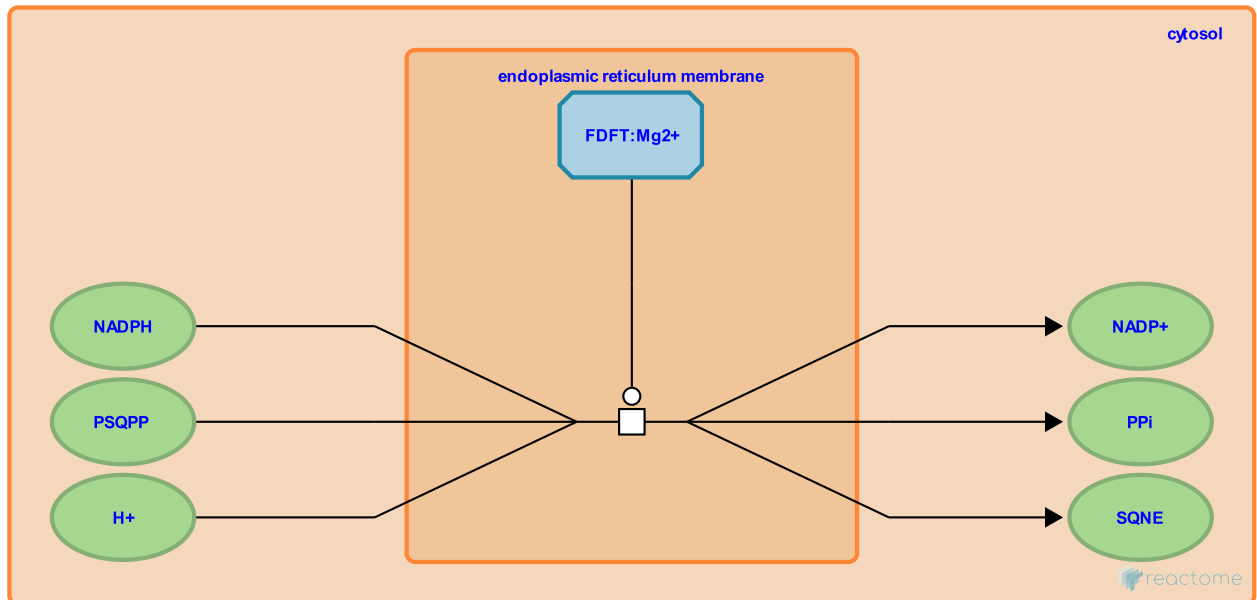 cytosol
endoplasmic reticulum membrane
FDFT:Mg2+
NADPH
NADP+
PSQPP
PPi
H+
SQNE
reactome